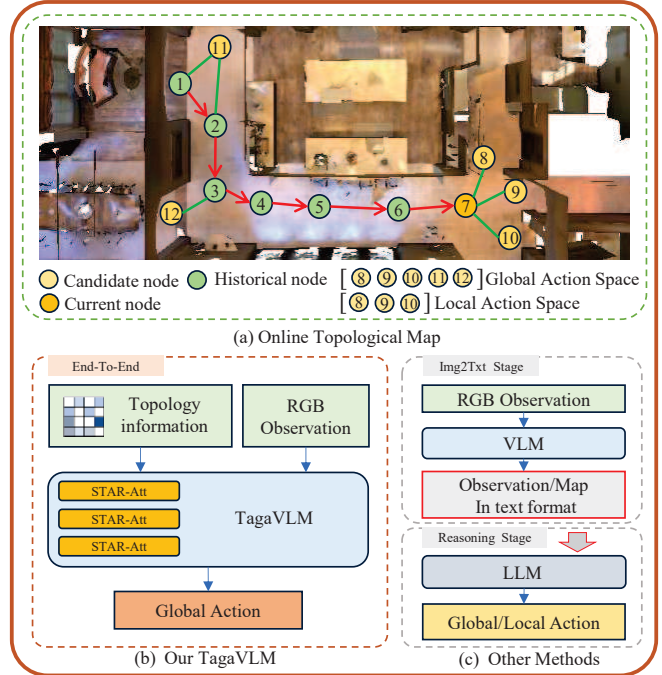 11
1
2
3
12
4
5
6
7
8
9
10
Candidate node
Historical node
[ 8 9 10 11 12 ] Global Action Space
Current node
[ 8 9 10 ] Local Action Space
(a) Online Topological Map
End-To-End
Topology
information
RGB
Observation
STAR-Att
STAR-Att
STAR-Att
TagaVLM
Global Action
(b) Our TagaVLM
Img2Txt Stage
RGB Observation
VLM
Observation/Map
In text format
Reasoning Stage
LLM
Global/Local Action
(c) Other Methods